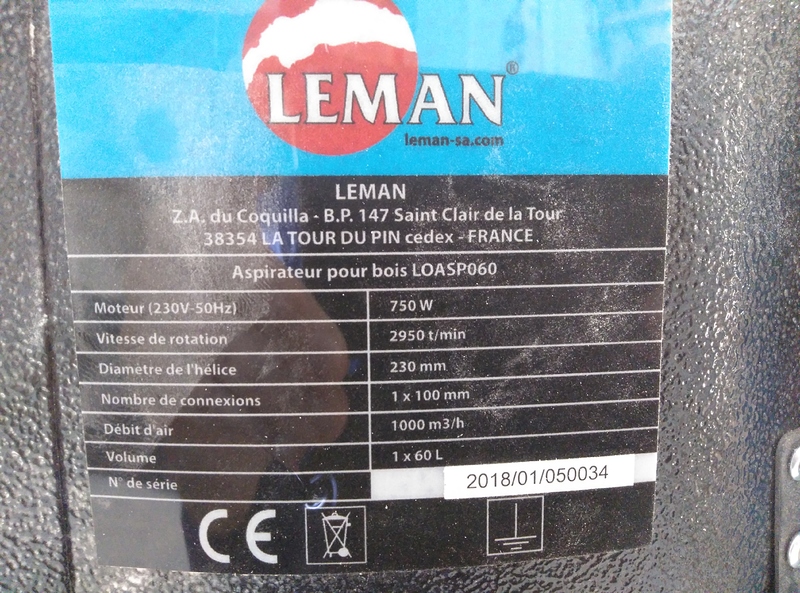 LEMAN®
leman-sa.com
LEMAN
Z.A. du Coquilla - B.P. 147 Saint Clair de la Tour
38354 LA TOUR DU PIN cedex - FRANCE
Aspirateur pour bois LOASP060
Moteur (230V-50Hz) 750 W
Vitesse de rotation 2950 t/min
Diamètre de l'hélice 230 mm
Nombre de connexions 1 x 100 mm
Débit d'air 1000 m3/h
Volume 1 x 60 L
N° de série 2018/01/050034
CE